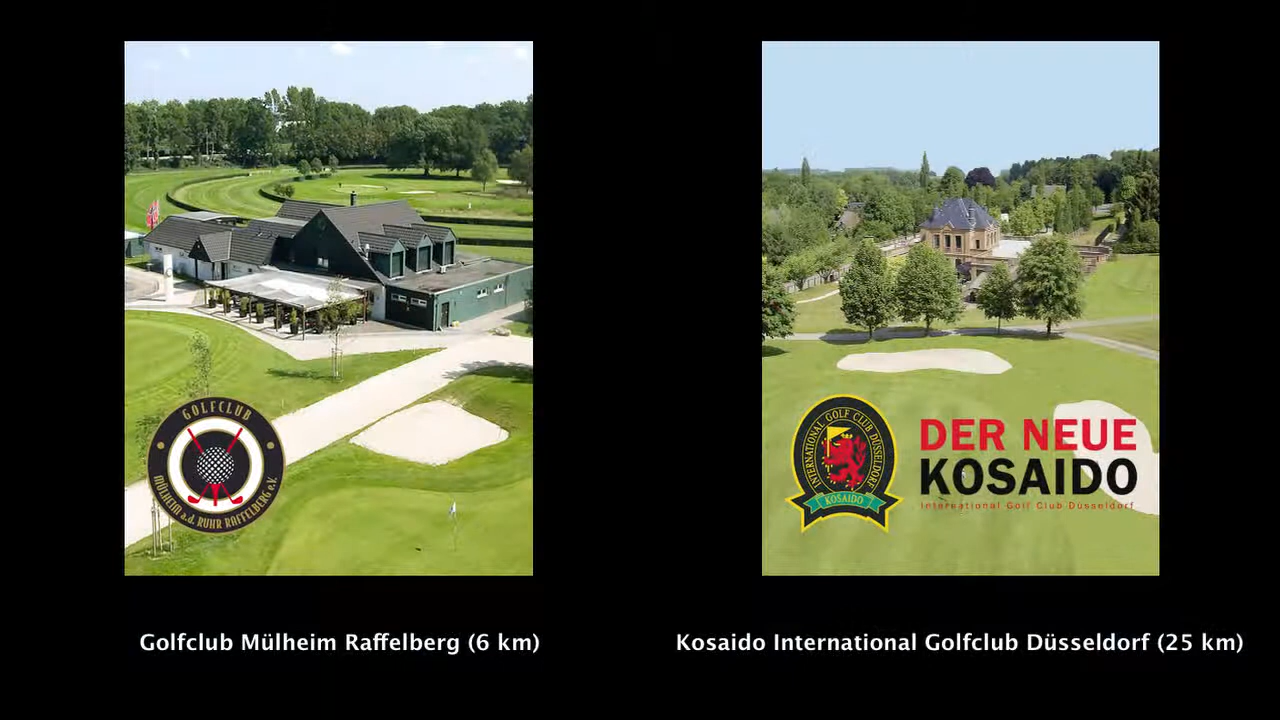 GOLFCLUB
MÜLHEIM a.d. RUHR RAFFELBERG e.V.
INTERNATIONAL GOLF CLUB DÜSSELDORF
KOSAIDO
DER NEUE
KOSAIDO
International Golf Club Düsseldorf
Golfclub Mülheim Raffelberg (6 km)
Kosaido International Golfclub Düsseldorf (25 km)